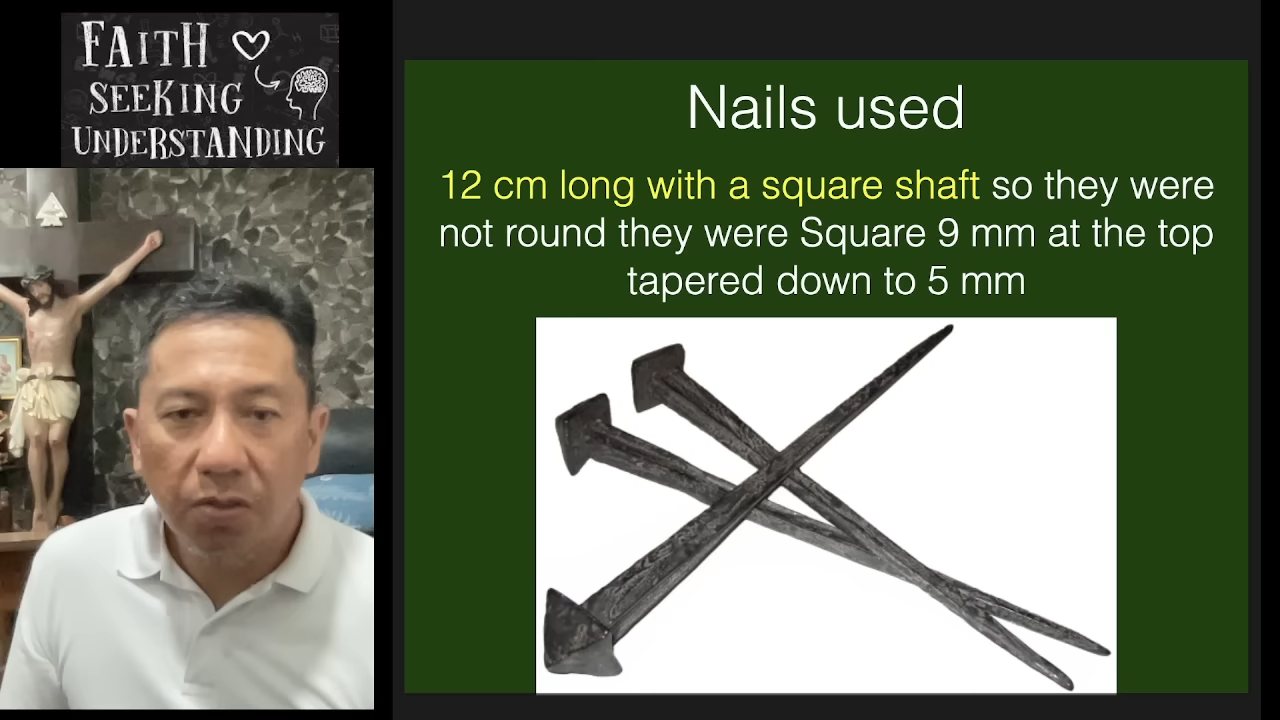 FAITH
SEEKING
UNDERSTANDING
Nails used
12 cm long with a square shaft so they were
not round they were Square 9 mm at the top
tapered down to 5 mm